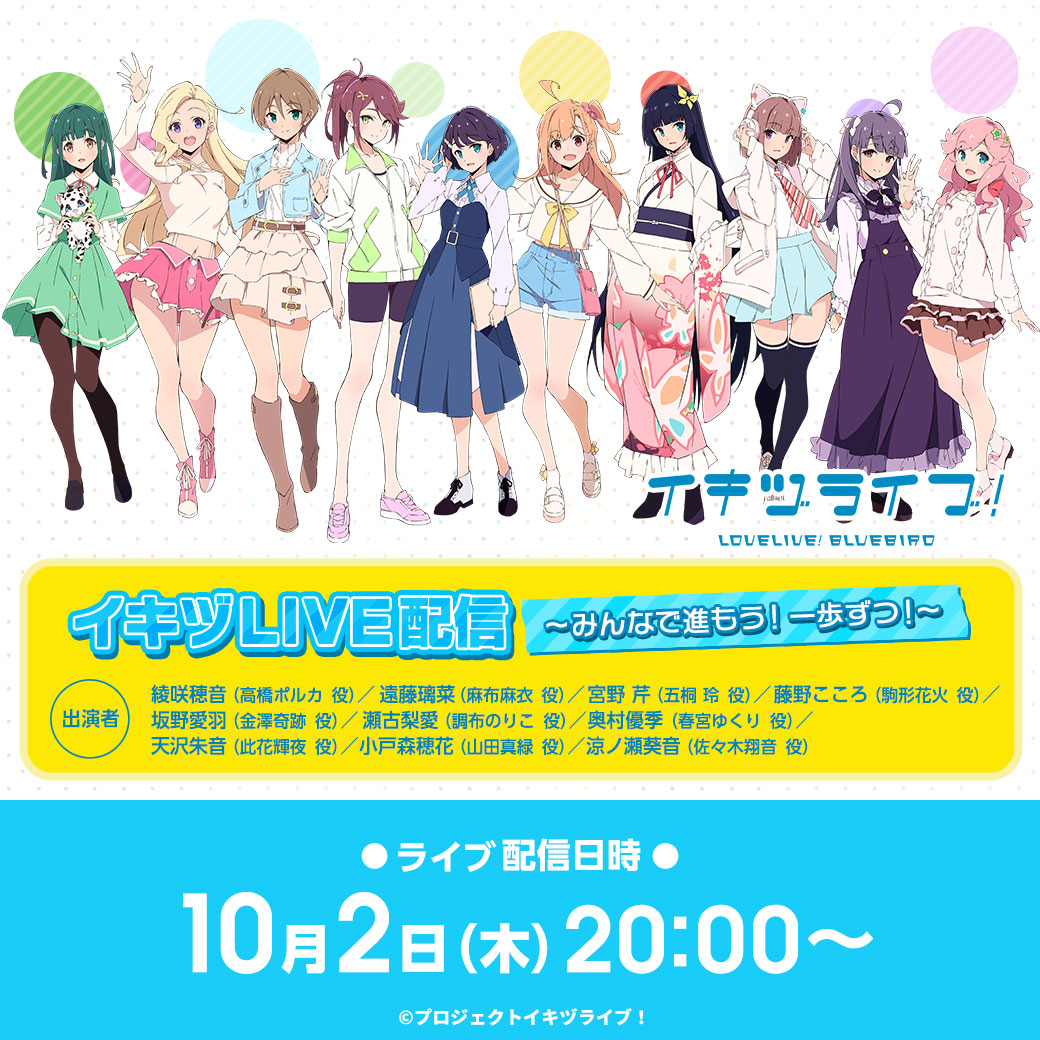 イキヅライブ!
LOVELIVE! BLUEBIRD
イキヅLIVE配信
~みんなで進もう!一歩ずつ!~
出演者
綾咲穂音(高橋ポルカ 役)/遠藤璃菜(麻布麻衣 役)/宮野 芹(五桐 玲 役)/藤野こころ(駒形花火 役)/
坂野愛羽(金澤奇跡 役)/瀬古梨愛(調布のりこ 役)/奥村優季(春宮ゆくり 役)/
天沢朱音(此花輝夜 役)/小戸森穂花(山田真緑 役)/涼ノ瀬葵音(佐々木翔音 役)
●ライブ配信日時●
10月2日(木)20:00~
©プロジェクトイキヅライブ!